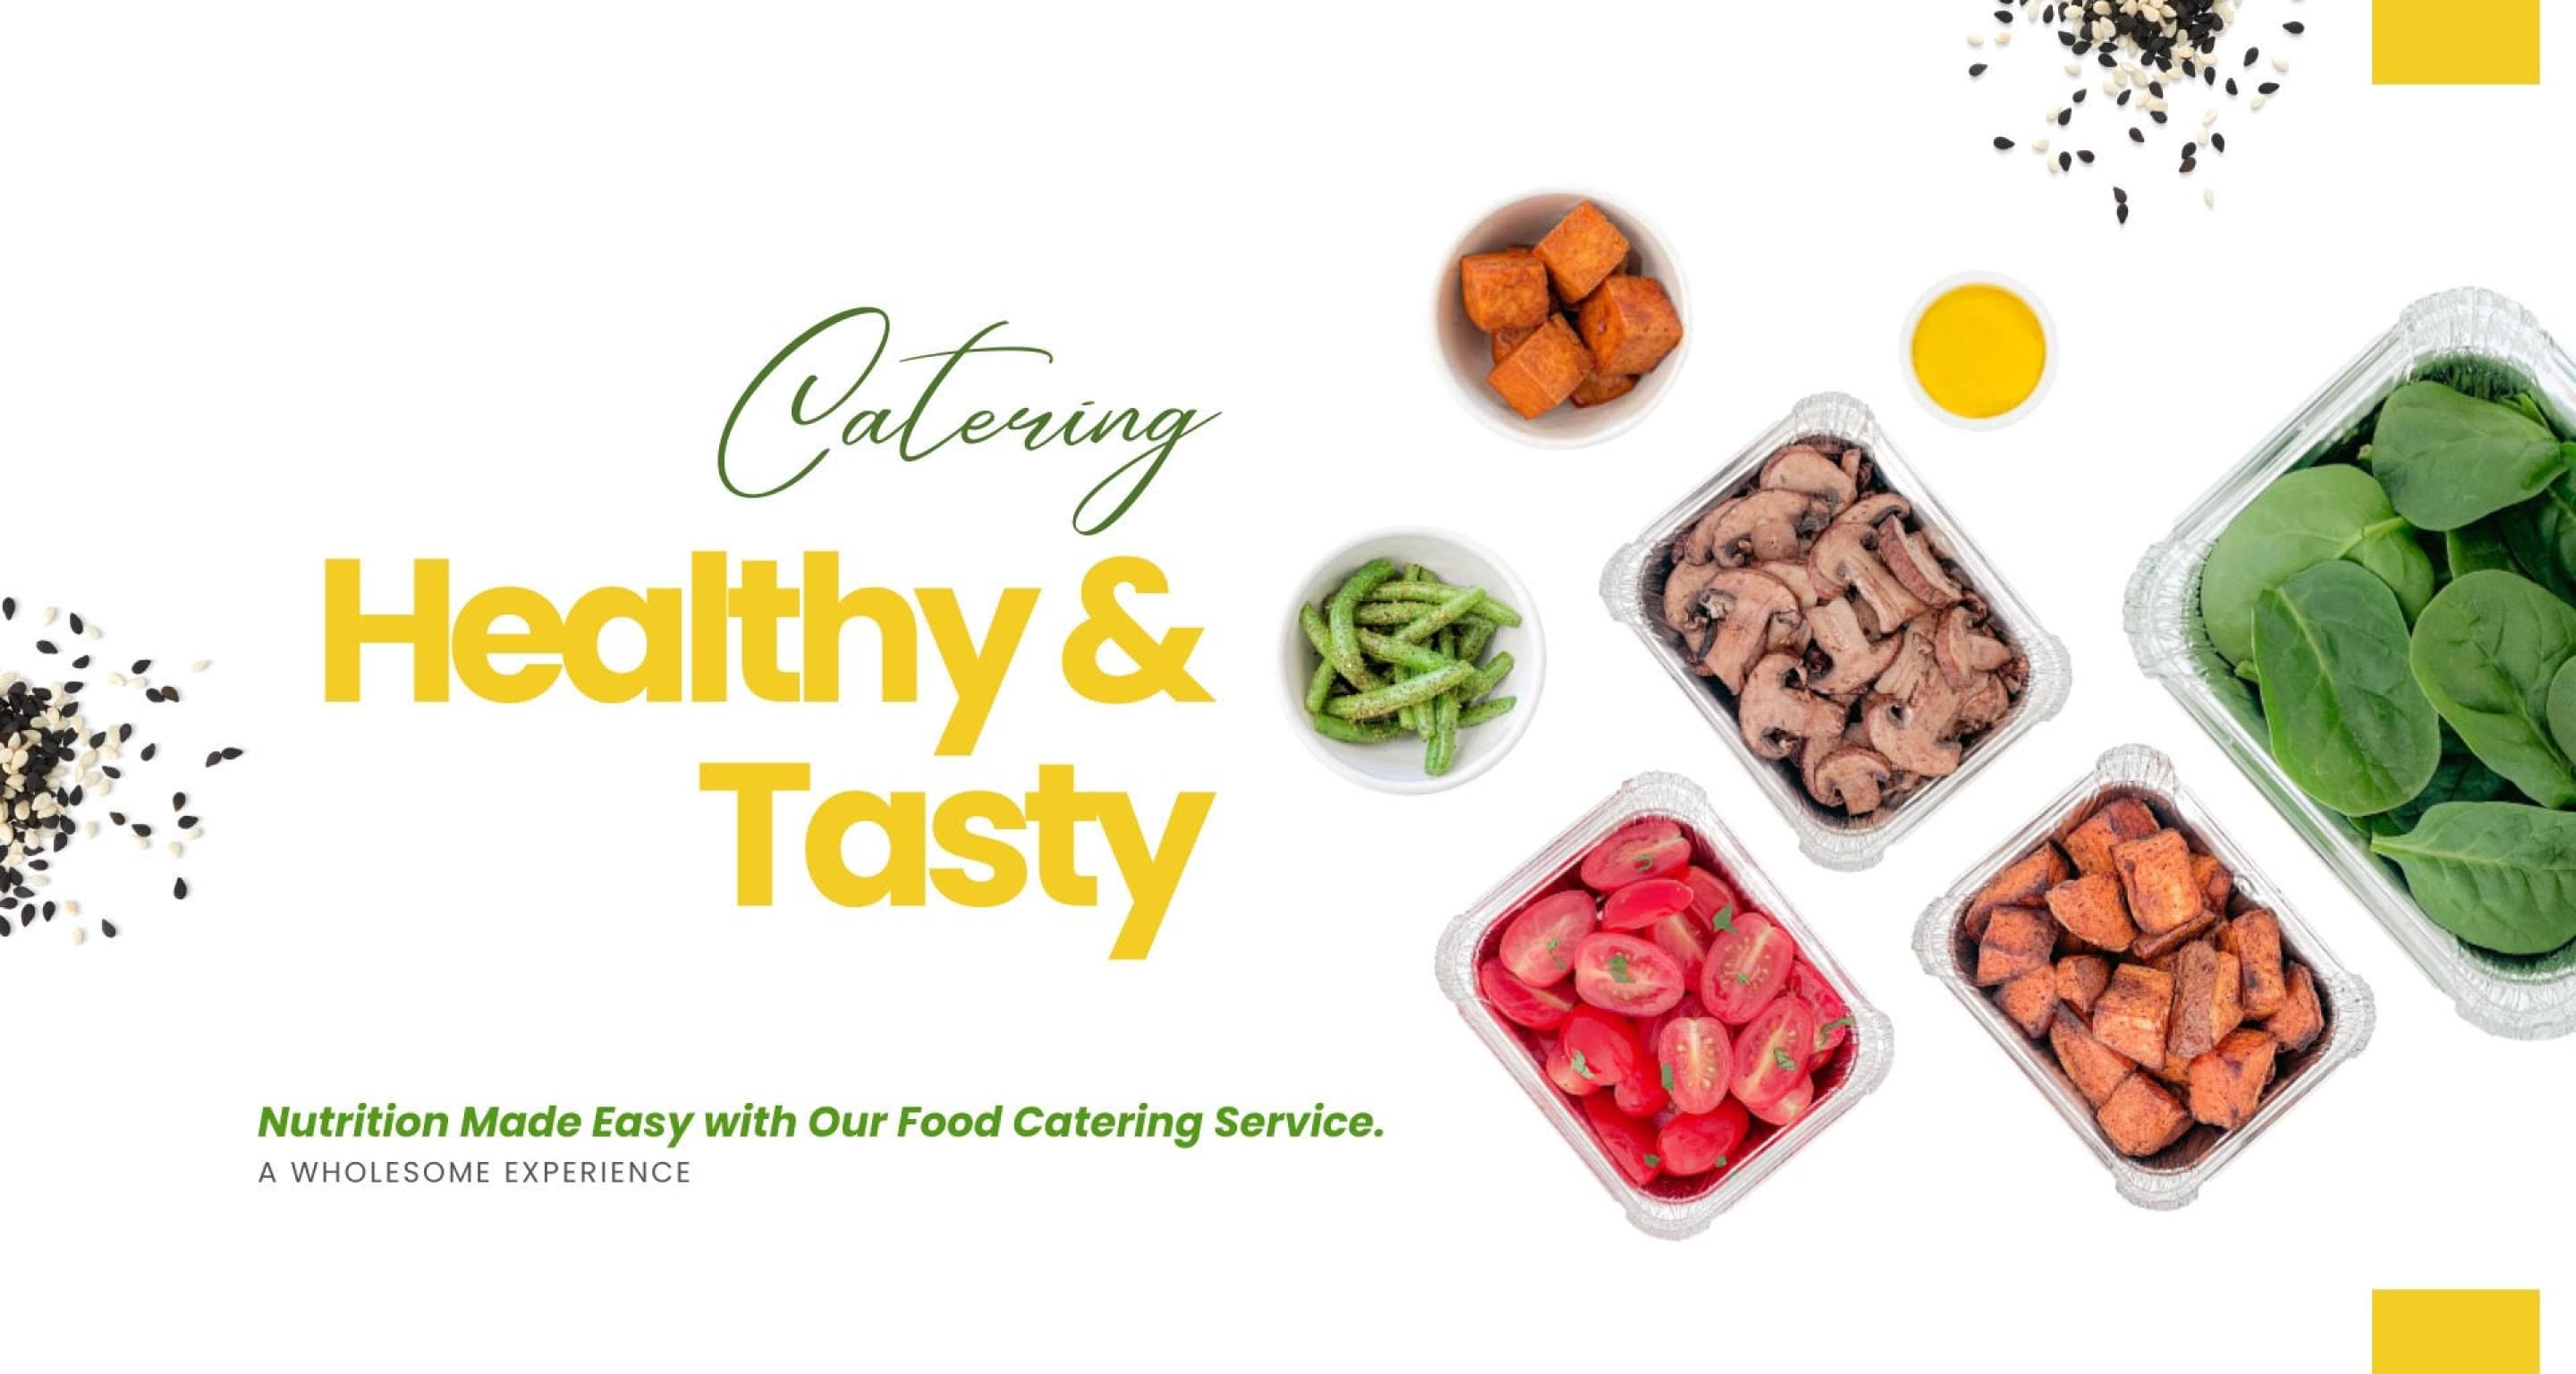 Catering
Healthy &
Tasty
Nutrition Made Easy with Our Food Catering Service.
A WHOLESOME EXPERIENCE